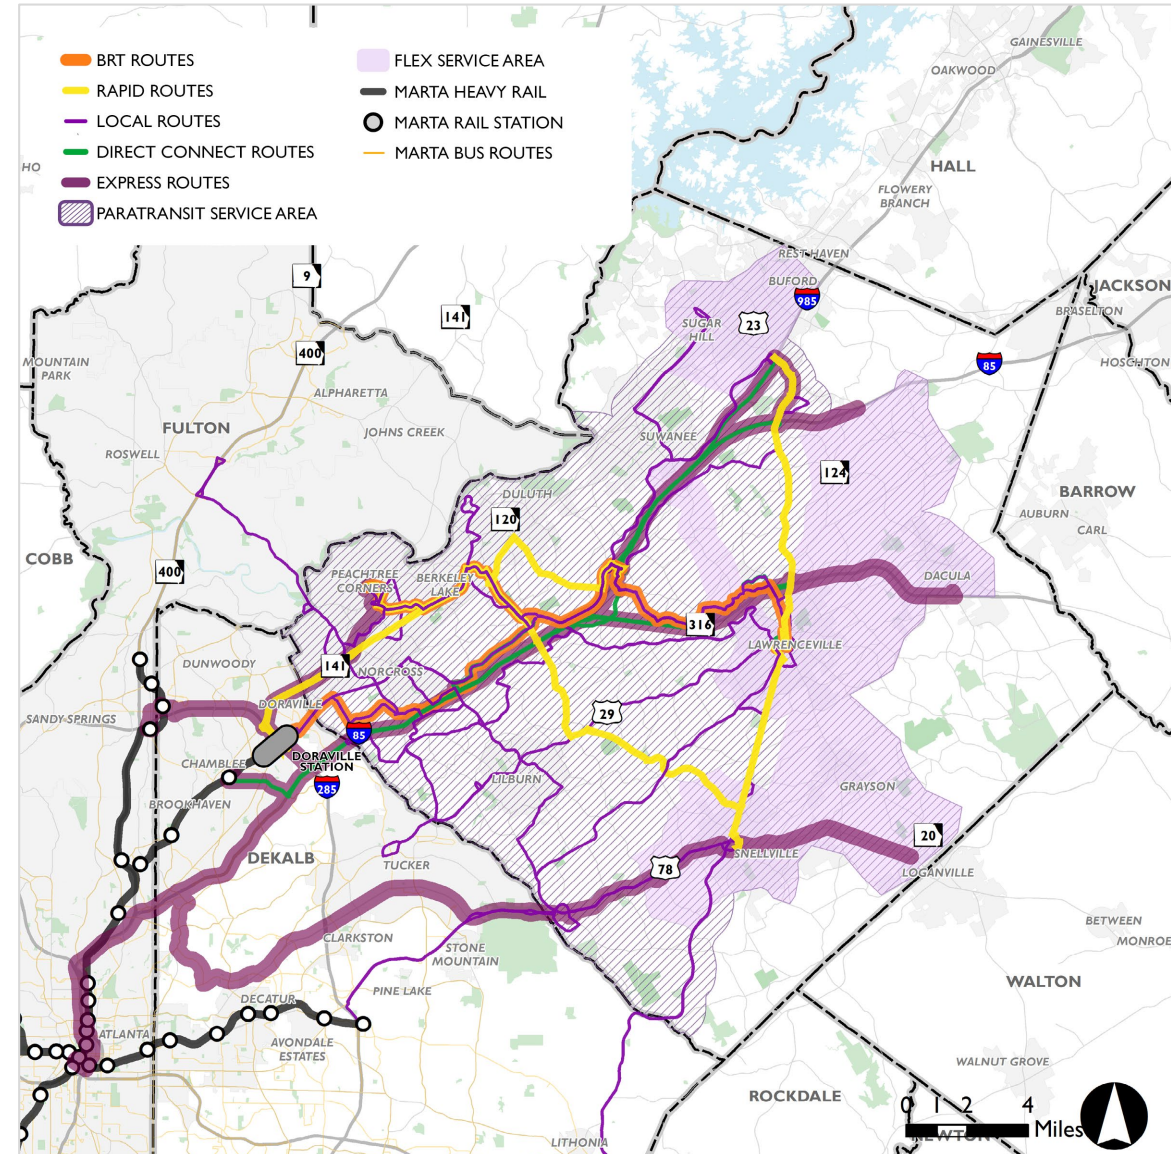 BRT ROUTES
RAPID ROUTES
LOCAL ROUTES
DIRECT CONNECT ROUTES
EXPRESS ROUTES
PARATRANSIT SERVICE AREA
FLEX SERVICE AREA
MARTA HEAVY RAIL
MARTA RAIL STATION
MARTA BUS ROUTES
GAINESVILLE
OAKWOOD
HO
HALL
FLOWERY
BRANCH
REST HAVEN
9
BUFORD
985
JACKSON
141
BRASELTON
SUGAR
HILL
23
400
MOUNTAIN
PARK
85
HOSCHTON
ALPHARETTA
FULTON
JOHNS CREEK
SUWANEE
ROSWELL
124
DULUTH
BARROW
120
AUBURN
CARL
COBB
400
PEACHTREE
CORNERS
BERKELEY
LAKE
DACULA
316
LAWRENCEVILLE
DUNWOODY
141
NORCROSS
DORAVILLE
SANDY SPRINGS
29
85
DORAVILLE
STATION
CHAMBLEE
LILBURN
285
GRAYSON
BROOKHAVEN
20
DEKALB
SNELLVILLE
TUCKER
78
LOGANVILLE
BETWEEN
CLARKSTON
MONROE
STONE
MOUNTAIN
WALTON
PINE LAKE
DECATUR
ATLANTA
AVONDALE
ESTATES
WALNUT GROVE
ROCKDALE
0 1 2 4
Miles
NEWTON
LITHONIA